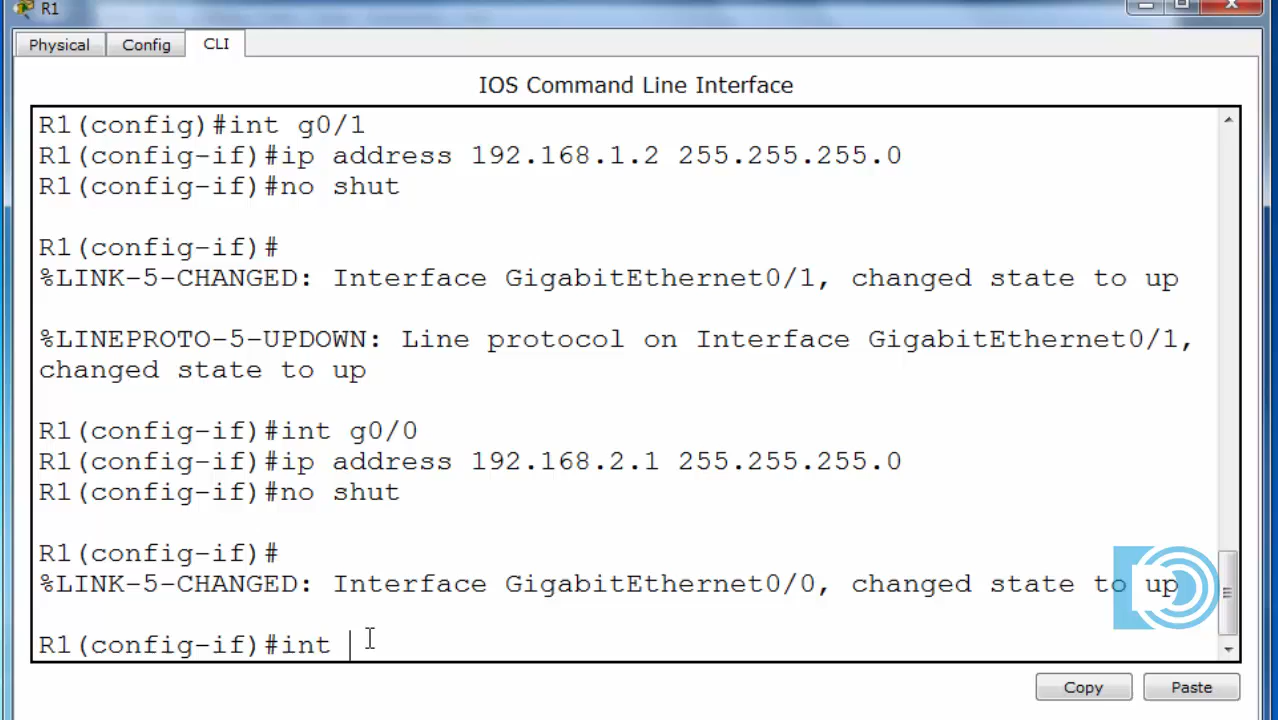 R1
Physical Config CLI
IOS Command Line Interface
R1(config)#int g0/1
R1(config-if)#ip address 192.168.1.2 255.255.255.0
R1(config-if)#no shut
R1(config-if)#
%LINK-5-CHANGED: Interface GigabitEthernet0/1, changed state to up
%LINEPROTO-5-UPDOWN: Line protocol on Interface GigabitEthernet0/1,
changed state to up
R1(config-if)#int g0/0
R1(config-if)#ip address 192.168.2.1 255.255.255.0
R1(config-if)#no shut
R1(config-if)#
%LINK-5-CHANGED: Interface GigabitEthernet0/0, changed state to up
R1(config-if)#int
Copy Paste